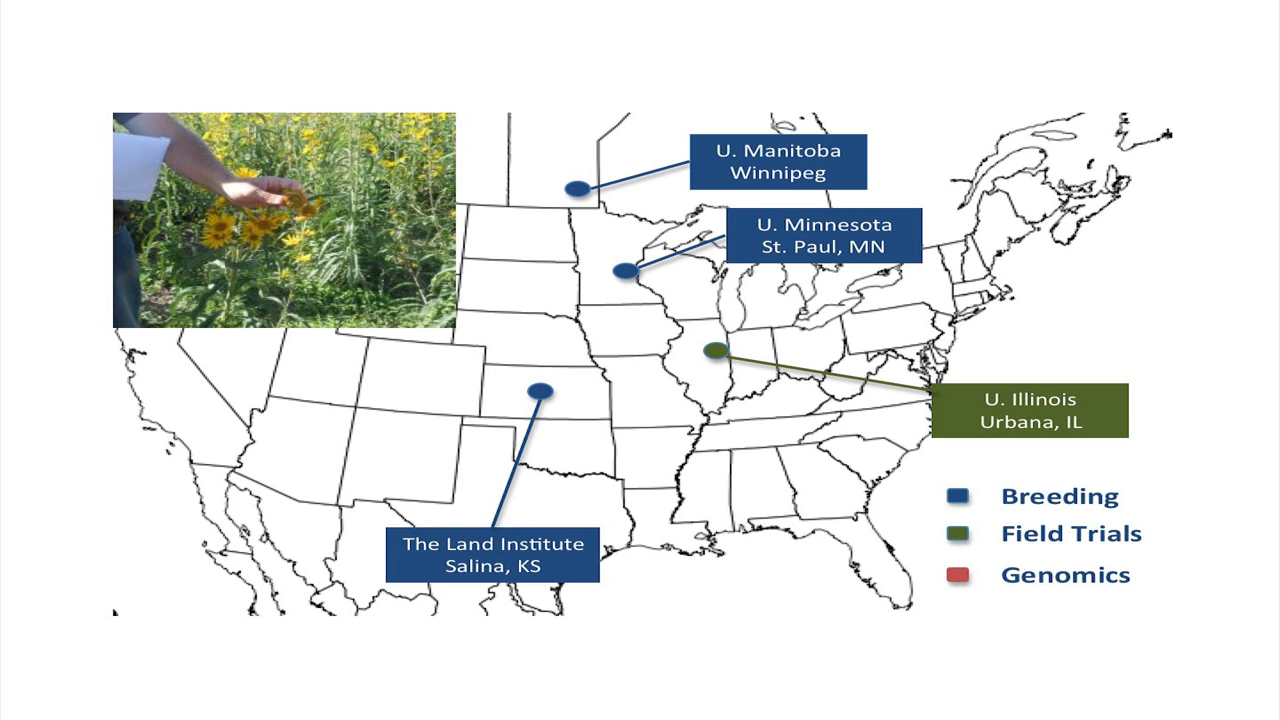 U. Manitoba
Winnipeg
U. Minnesota
St. Paul, MN
U. Illinois
Urbana, IL
The Land Institute
Salina, KS
Breeding
Field Trials
Genomics